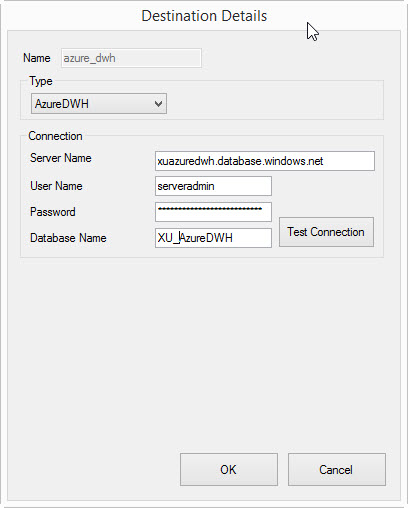 Destination Details
Name azure_dwh
Type
AzureDWH
Connection
Server Name xuazuredwh.database.windows.net
User Name serveradmin
Password **************************
Database Name XU_AzureDWH Test Connection
OK Cancel